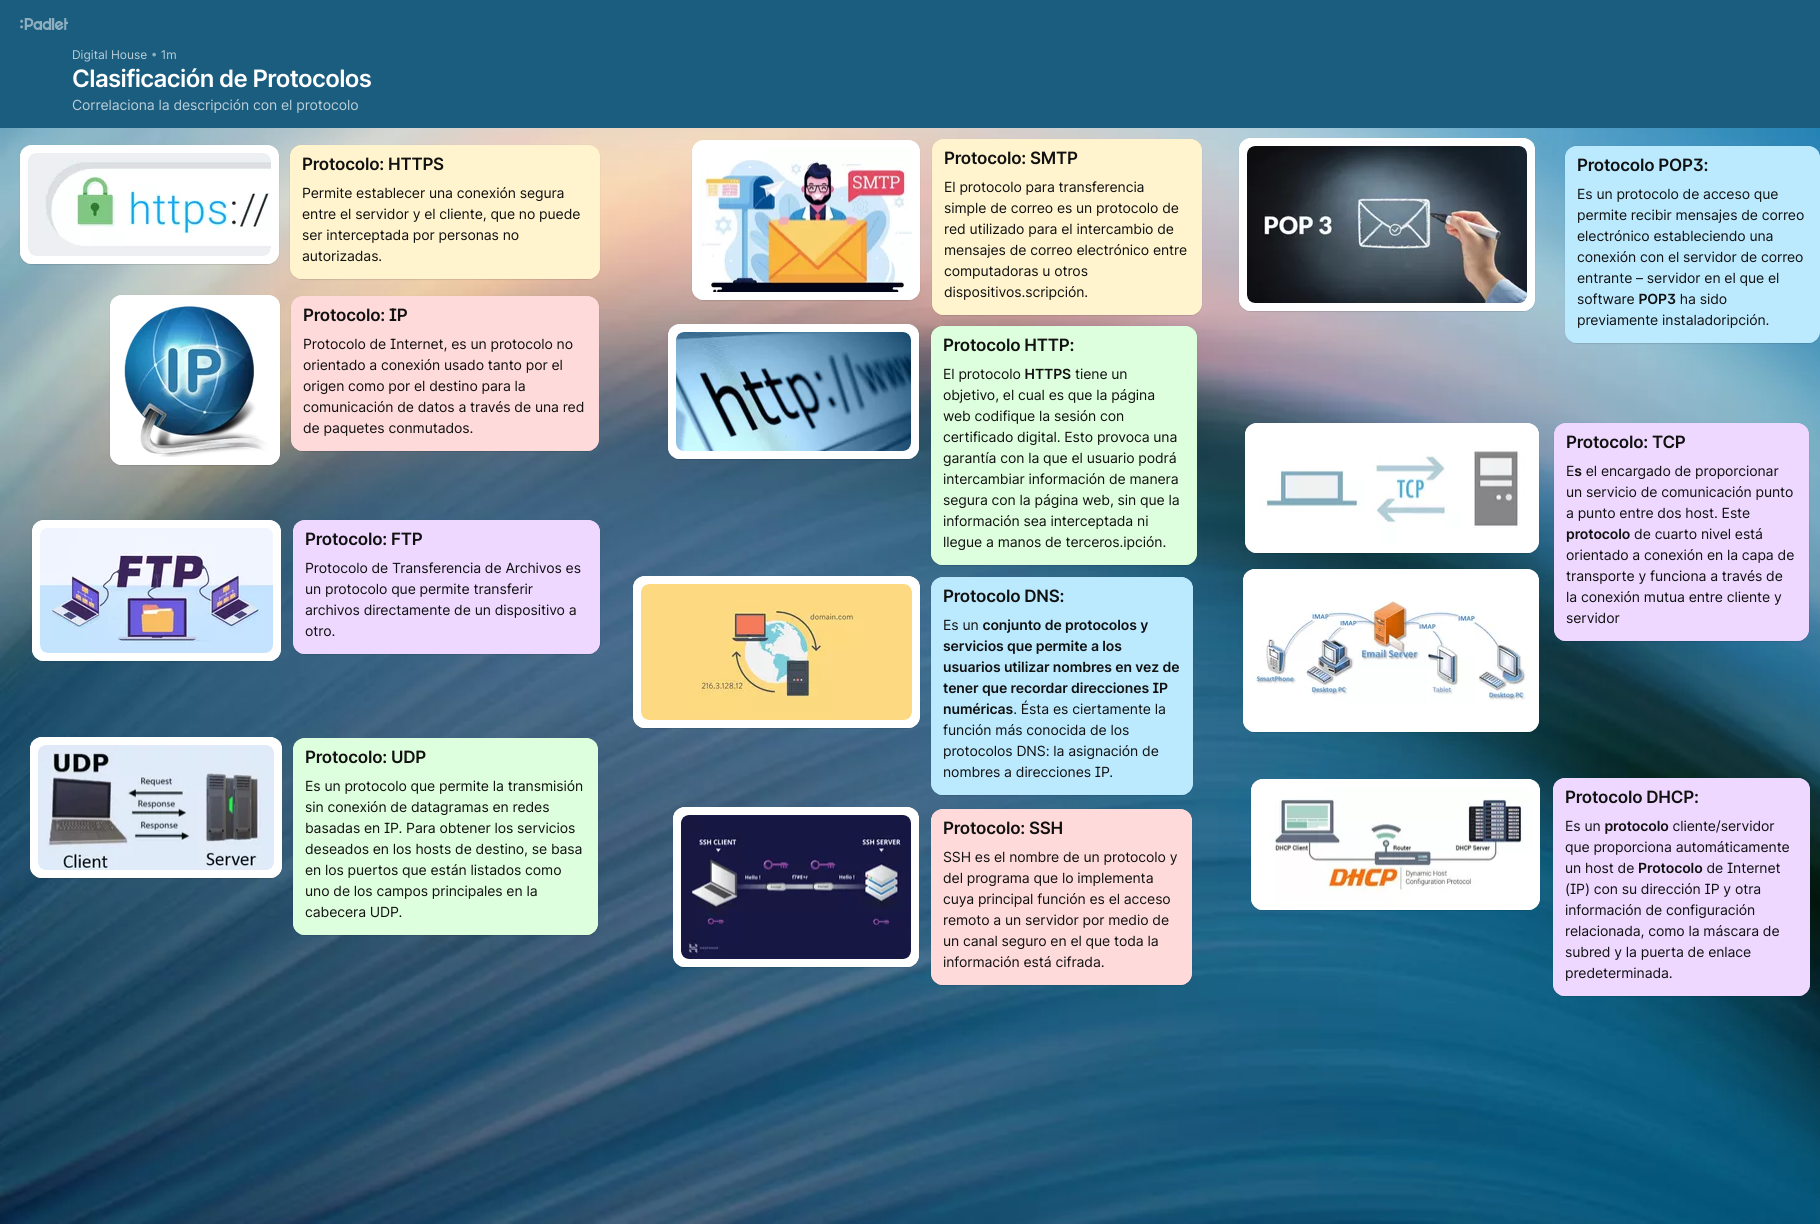 :Padlet
Digital House • 1m
Clasificación de Protocolos
Correlaciona la descripción con el protocolo
https://
Protocolo: HTTPS
Permite establecer una conexión segura
entre el servidor y el cliente, que no puede
ser interceptada por personas no
autorizadas.
IP
Protocolo: IP
Protocolo de Internet, es un protocolo no
orientado a conexión usado tanto por el
origen como por el destino para la
comunicación de datos a través de una red
de paquetes conmutados.
FTP
Protocolo: FTP
Protocolo de Transferencia de Archivos es
un protocolo que permite transferir
archivos directamente de un dispositivo a
otro.
UDP
Request
Response
Response
Client
Server
Protocolo: UDP
Es un protocolo que permite la transmisión
sin conexión de datagramas en redes
basadas en IP. Para obtener los servicios
deseados en los hosts de destino, se basa
en los puertos que están listados como
uno de los campos principales en la
cabecera UDP.
SMTP
Protocolo: SMTP
El protocolo para transferencia
simple de correo es un protocolo de
red utilizado para el intercambio de
mensajes de correo electrónico entre
computadoras u otros
dispositivos.scripción.
http://www
Protocolo HTTP:
El protocolo HTTPS tiene un
objetivo, el cual es que la página
web codifique la sesión con
certificado digital. Esto provoca una
garantía con la que el usuario podrá
intercambiar información de manera
segura con la página web, sin que la
información sea interceptada ni
llegue a manos de terceros.ipción.
domain.com
216.3.128.12
Protocolo DNS:
Es un conjunto de protocolos y
servicios que permite a los
usuarios utilizar nombres en vez de
tener que recordar direcciones IP
numéricas. Ésta es ciertamente la
función más conocida de los
protocolos DNS: la asignación de
nombres a direcciones IP.
SSH CLIENT
SSH SERVER
Hello !
Hello !
Protocolo: SSH
SSH es el nombre de un protocolo y
del programa que lo implementa
cuya principal función es el acceso
remoto a un servidor por medio de
un canal seguro en el que toda la
información está cifrada.
POP 3
Protocolo POP3:
Es un protocolo de acceso que
permite recibir mensajes de correo
electrónico estableciendo una
conexión con el servidor de correo
entrante – servidor en el que el
software POP3 ha sido
previamente instaladoripción.
TCP
Protocolo: TCP
Es el encargado de proporcionar
un servicio de comunicación punto
a punto entre dos host. Este
protocolo de cuarto nivel está
orientado a conexión en la capa de
transporte y funciona a través de
la conexión mutua entre cliente y
servidor
IMAP
IMAP
IMAP
IMAP
Email Server
SmartPhone
Desktop PC
Tablet
Desktop PC
DHCP Client
Router
DHCP Server
DHCP
Dynamic Host
Configuration Protocol
Protocolo DHCP:
Es un protocolo cliente/servidor
que proporciona automáticamente
un host de Protocolo de Internet
(IP) con su dirección IP y otra
información de configuración
relacionada, como la máscara de
subred y la puerta de enlace
predeterminada.